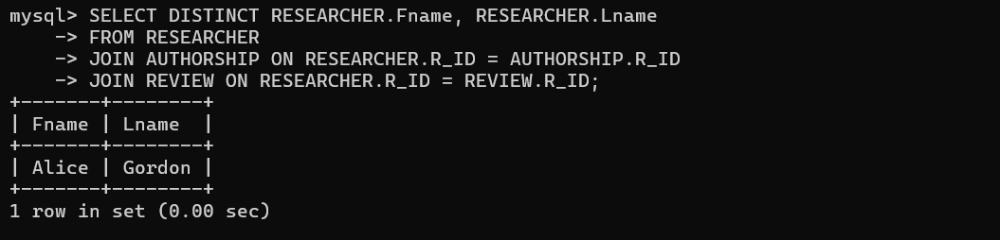 mysql> SELECT DISTINCT RESEARCHER.Fname, RESEARCHER.Lname
    -> FROM RESEARCHER
    -> JOIN AUTHORSHIP ON RESEARCHER.R_ID = AUTHORSHIP.R_ID
    -> JOIN REVIEW ON RESEARCHER.R_ID = REVIEW.R_ID;
+-------+--------+
| Fname | Lname  |
+-------+--------+
| Alice | Gordon |
+-------+--------+
1 row in set (0.00 sec)